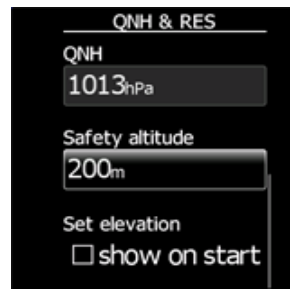 QNH & RES
QNH
1013hPa
Safety altitude
200m
Set elevation
show on start